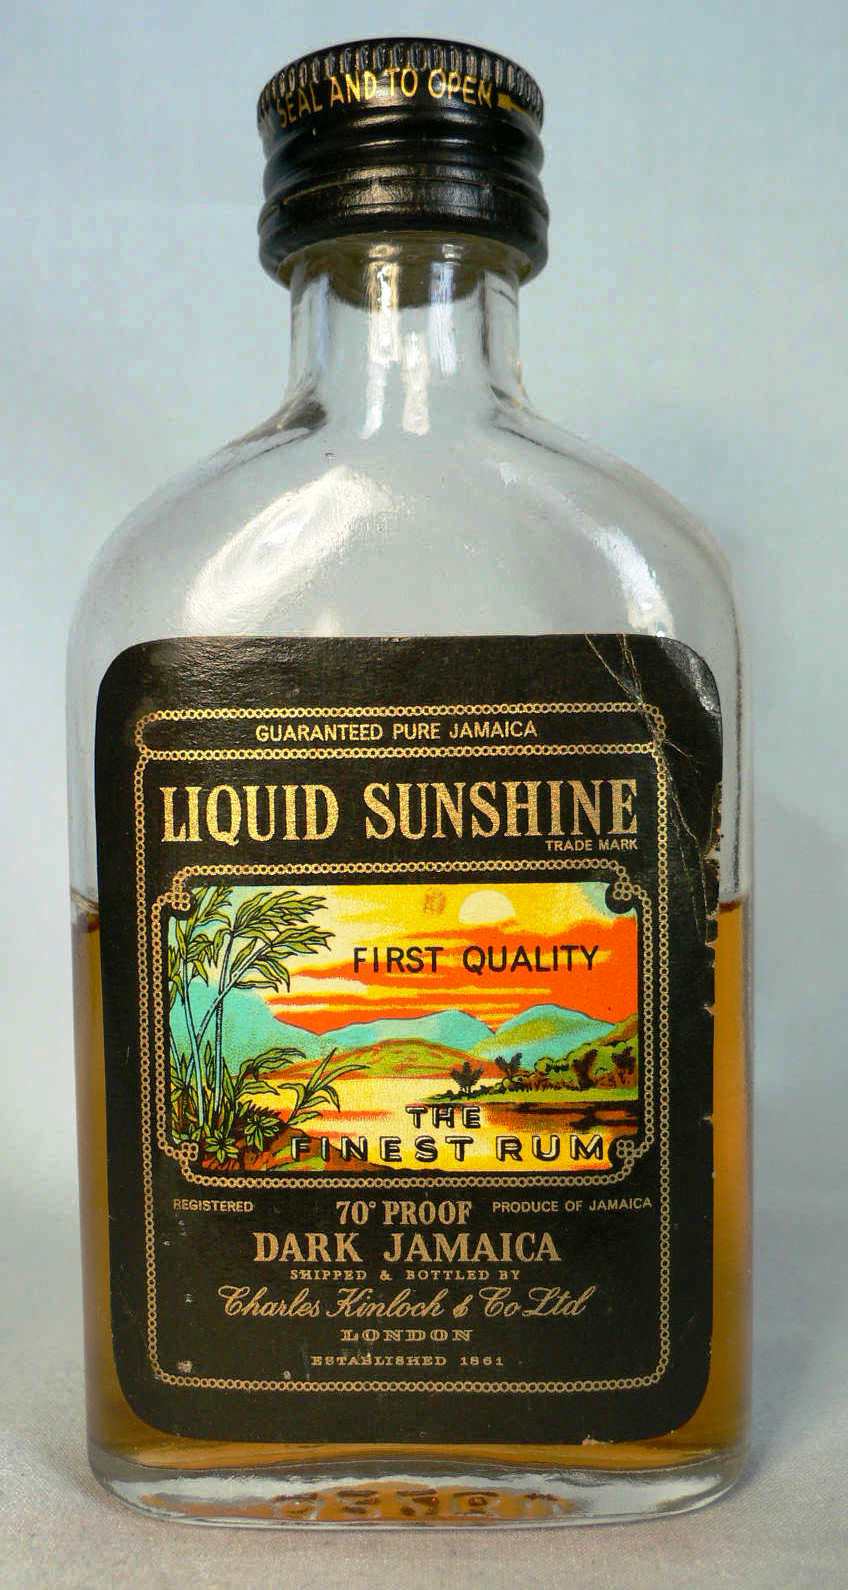 SEAL AND TO OPEN
GUARANTEED PURE JAMAICA
LIQUID SUNSHINE
TRADE MARK
FIRST QUALITY
THE
FINEST RUM
REGISTERED 70° PROOF PRODUCE OF JAMAICA
DARK JAMAICA
SHIPPED & BOTTLED BY
Charles Kinloch & Co Ltd
LONDON
ESTABLISHED 1861